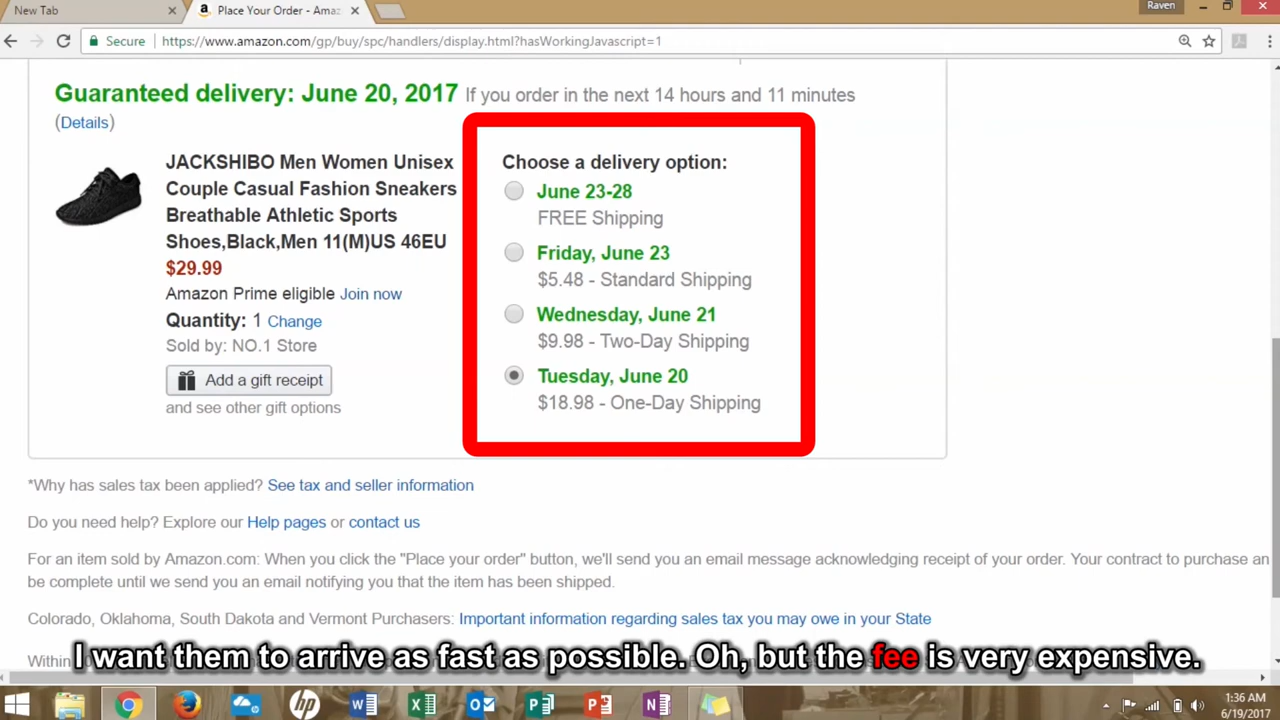 New Tab
Place Your Order - Amaz
Raven
Secure
https://www.amazon.com/gp/buy/spc/handlers/display.html?hasWorkingJavascript=1
Guaranteed delivery: June 20, 2017 If you order in the next 14 hours and 11 minutes
(Details)
JACKSHIBO Men Women Unisex
Couple Casual Fashion Sneakers
Breathable Athletic Sports
Shoes,Black,Men 11(M)US 46EU
$29.99
Amazon Prime eligible Join now
Quantity: 1 Change
Sold by: NO.1 Store
Add a gift receipt
and see other gift options
Choose a delivery option:
June 23-28
FREE Shipping
Friday, June 23
$5.48 - Standard Shipping
Wednesday, June 21
$9.98 - Two-Day Shipping
Tuesday, June 20
$18.98 - One-Day Shipping
*Why has sales tax been applied? See tax and seller information
Do you need help? Explore our Help pages or contact us
For an item sold by Amazon.com: When you click the "Place your order" button, we'll send you an email message acknowledging receipt of your order. Your contract to purchase an
be complete until we send you an email notifying you that the item has been shipped.
Colorado, Oklahoma, South Dakota and Vermont Purchasers: Important information regarding sales tax you may owe in your State
Within
I want them to arrive as fast as possible. Oh, but the fee is very expensive.
1:36 AM
6/19/2017